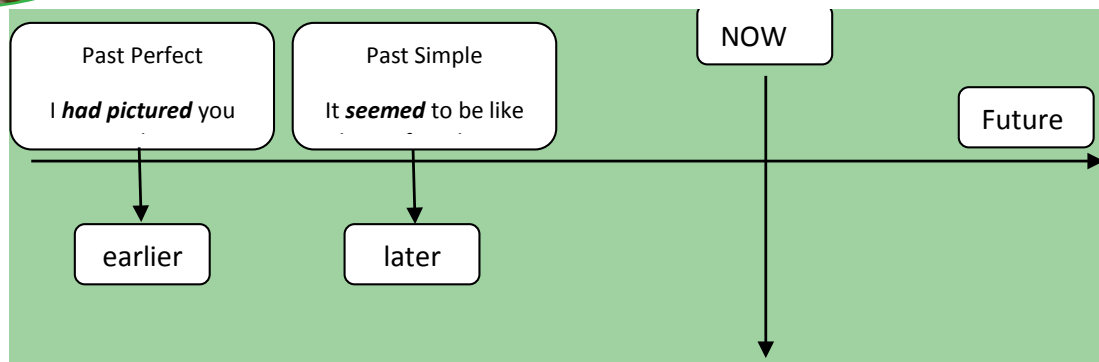 Past Perfect
I had pictured you
Past Simple
It seemed to be like
NOW
Future
earlier
later